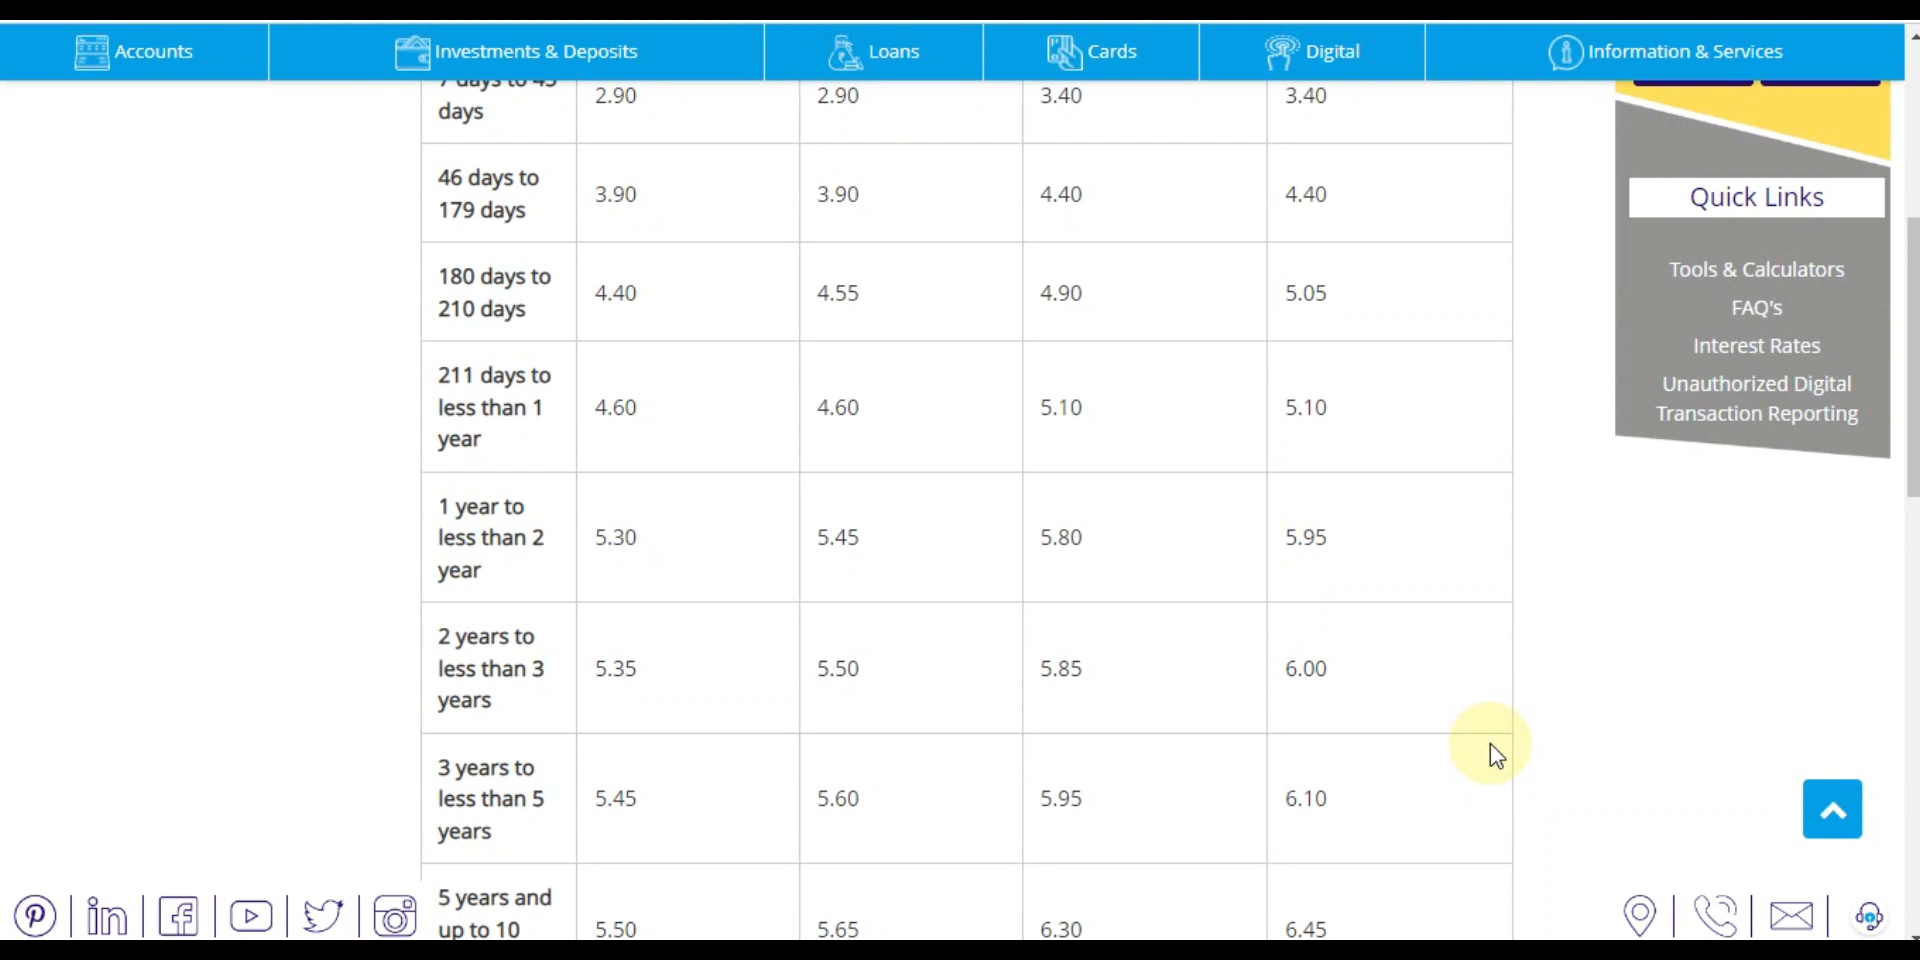 Accounts
Investments & Deposits
Loans
Cards
Digital
Information & Services
7 days to 45
days
2.90
2.90
3.40
3.40
46 days to
179 days
3.90
3.90
4.40
4.40
180 days to
210 days
4.40
4.55
4.90
5.05
211 days to
less than 1
year
4.60
4.60
5.10
5.10
1 year to
less than 2
year
5.30
5.45
5.80
5.95
2 years to
less than 3
years
5.35
5.50
5.85
6.00
3 years to
less than 5
years
5.45
5.60
5.95
6.10
5 years and
up to 10
5.50
5.65
6.30
6.45
Quick Links
Tools & Calculators
FAQ's
Interest Rates
Unauthorized Digital
Transaction Reporting